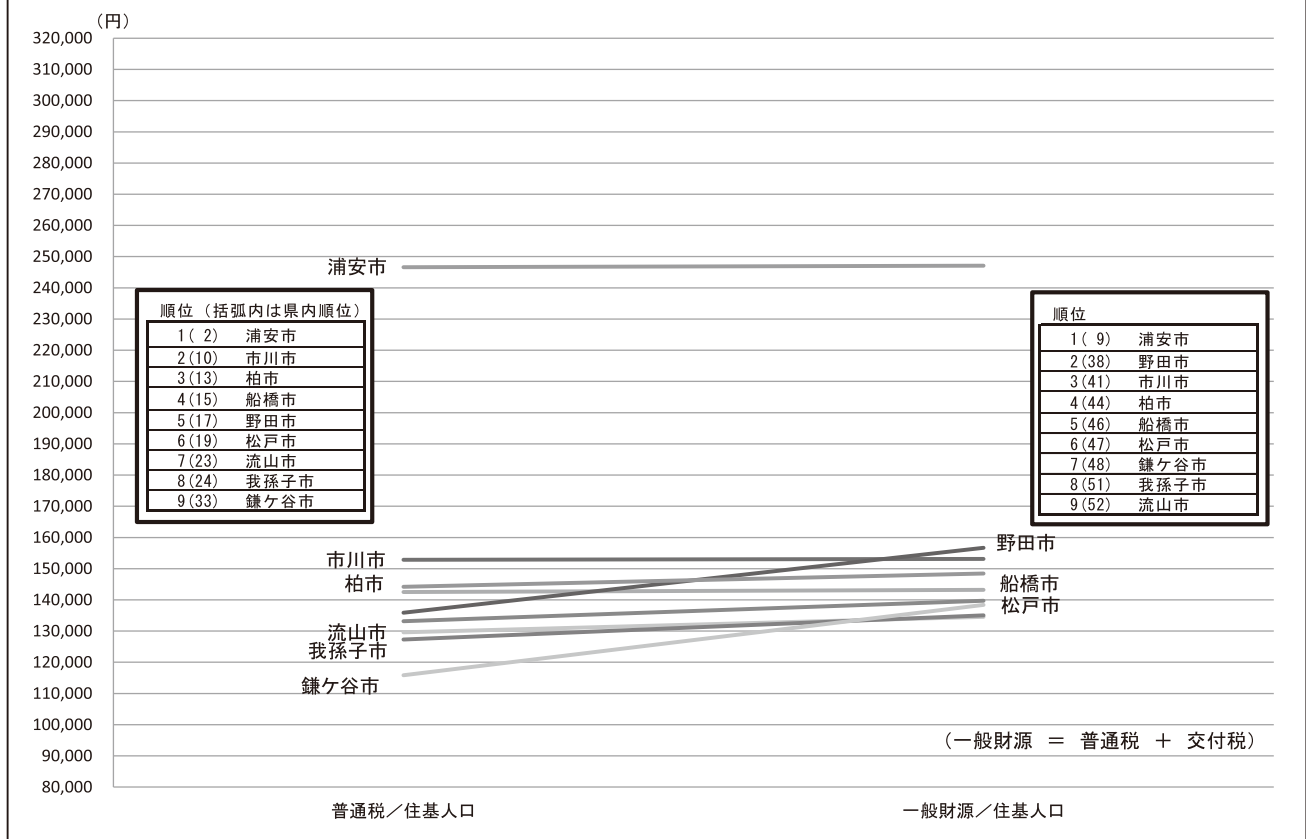 （円）
320,000
310,000
300,000
290,000
280,000
270,000
260,000
250,000
240,000
230,000
220,000
210,000
200,000
190,000
180,000
170,000
160,000
150,000
140,000
130,000
120,000
110,000
100,000
90,000
80,000
浦安市
順位（括弧内は県内順位）
1( 2) 浦安市
2(10) 市川市
3(13) 柏市
4(15) 船橋市
5(17) 野田市
6(19) 松戸市
7(23) 流山市
8(24) 我孫子市
9(33) 鎌ケ谷市
市川市
柏市
流山市
我孫子市
鎌ケ谷市
順位
1( 9) 浦安市
2(38) 野田市
3(41) 市川市
4(44) 柏市
5(46) 船橋市
6(47) 松戸市
7(48) 鎌ケ谷市
8(51) 我孫子市
9(52) 流山市
野田市
船橋市
松戸市
（一般財源 ＝ 普通税 ＋ 交付税）
普通税／住基人口
一般財源／住基人口